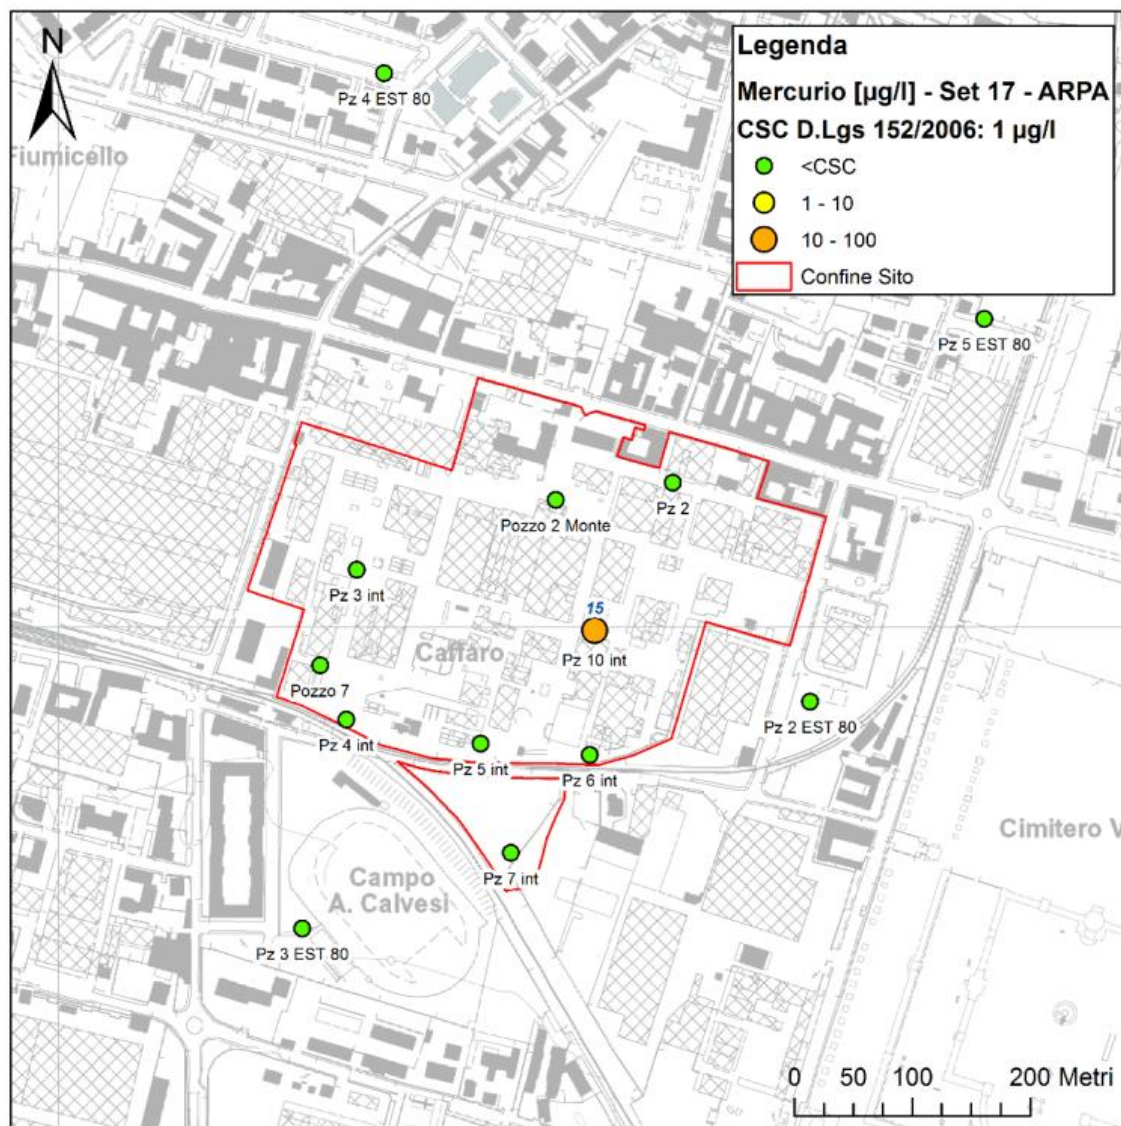 N
Legenda
Mercurio [µg/l] - Set 17 - ARPA
CSC D.Lgs 152/2006: 1 µg/l
<CSC
1 - 10
10 - 100
Confine Sito
Pz 4 EST 80
Fiumicello
Pz 5 EST 80
Pz 2
Pozzo 2 Monte
Pz 3 int
15
Pz 10 int
Caffaro
Pozzo 7
Pz 4 int
Pz 2 EST 80
Pz 5 int
Pz 6 int
Cimitero V
Pz 7 int
Campo
A. Calvesi
Pz 3 EST 80
0 50 100 200 Metri